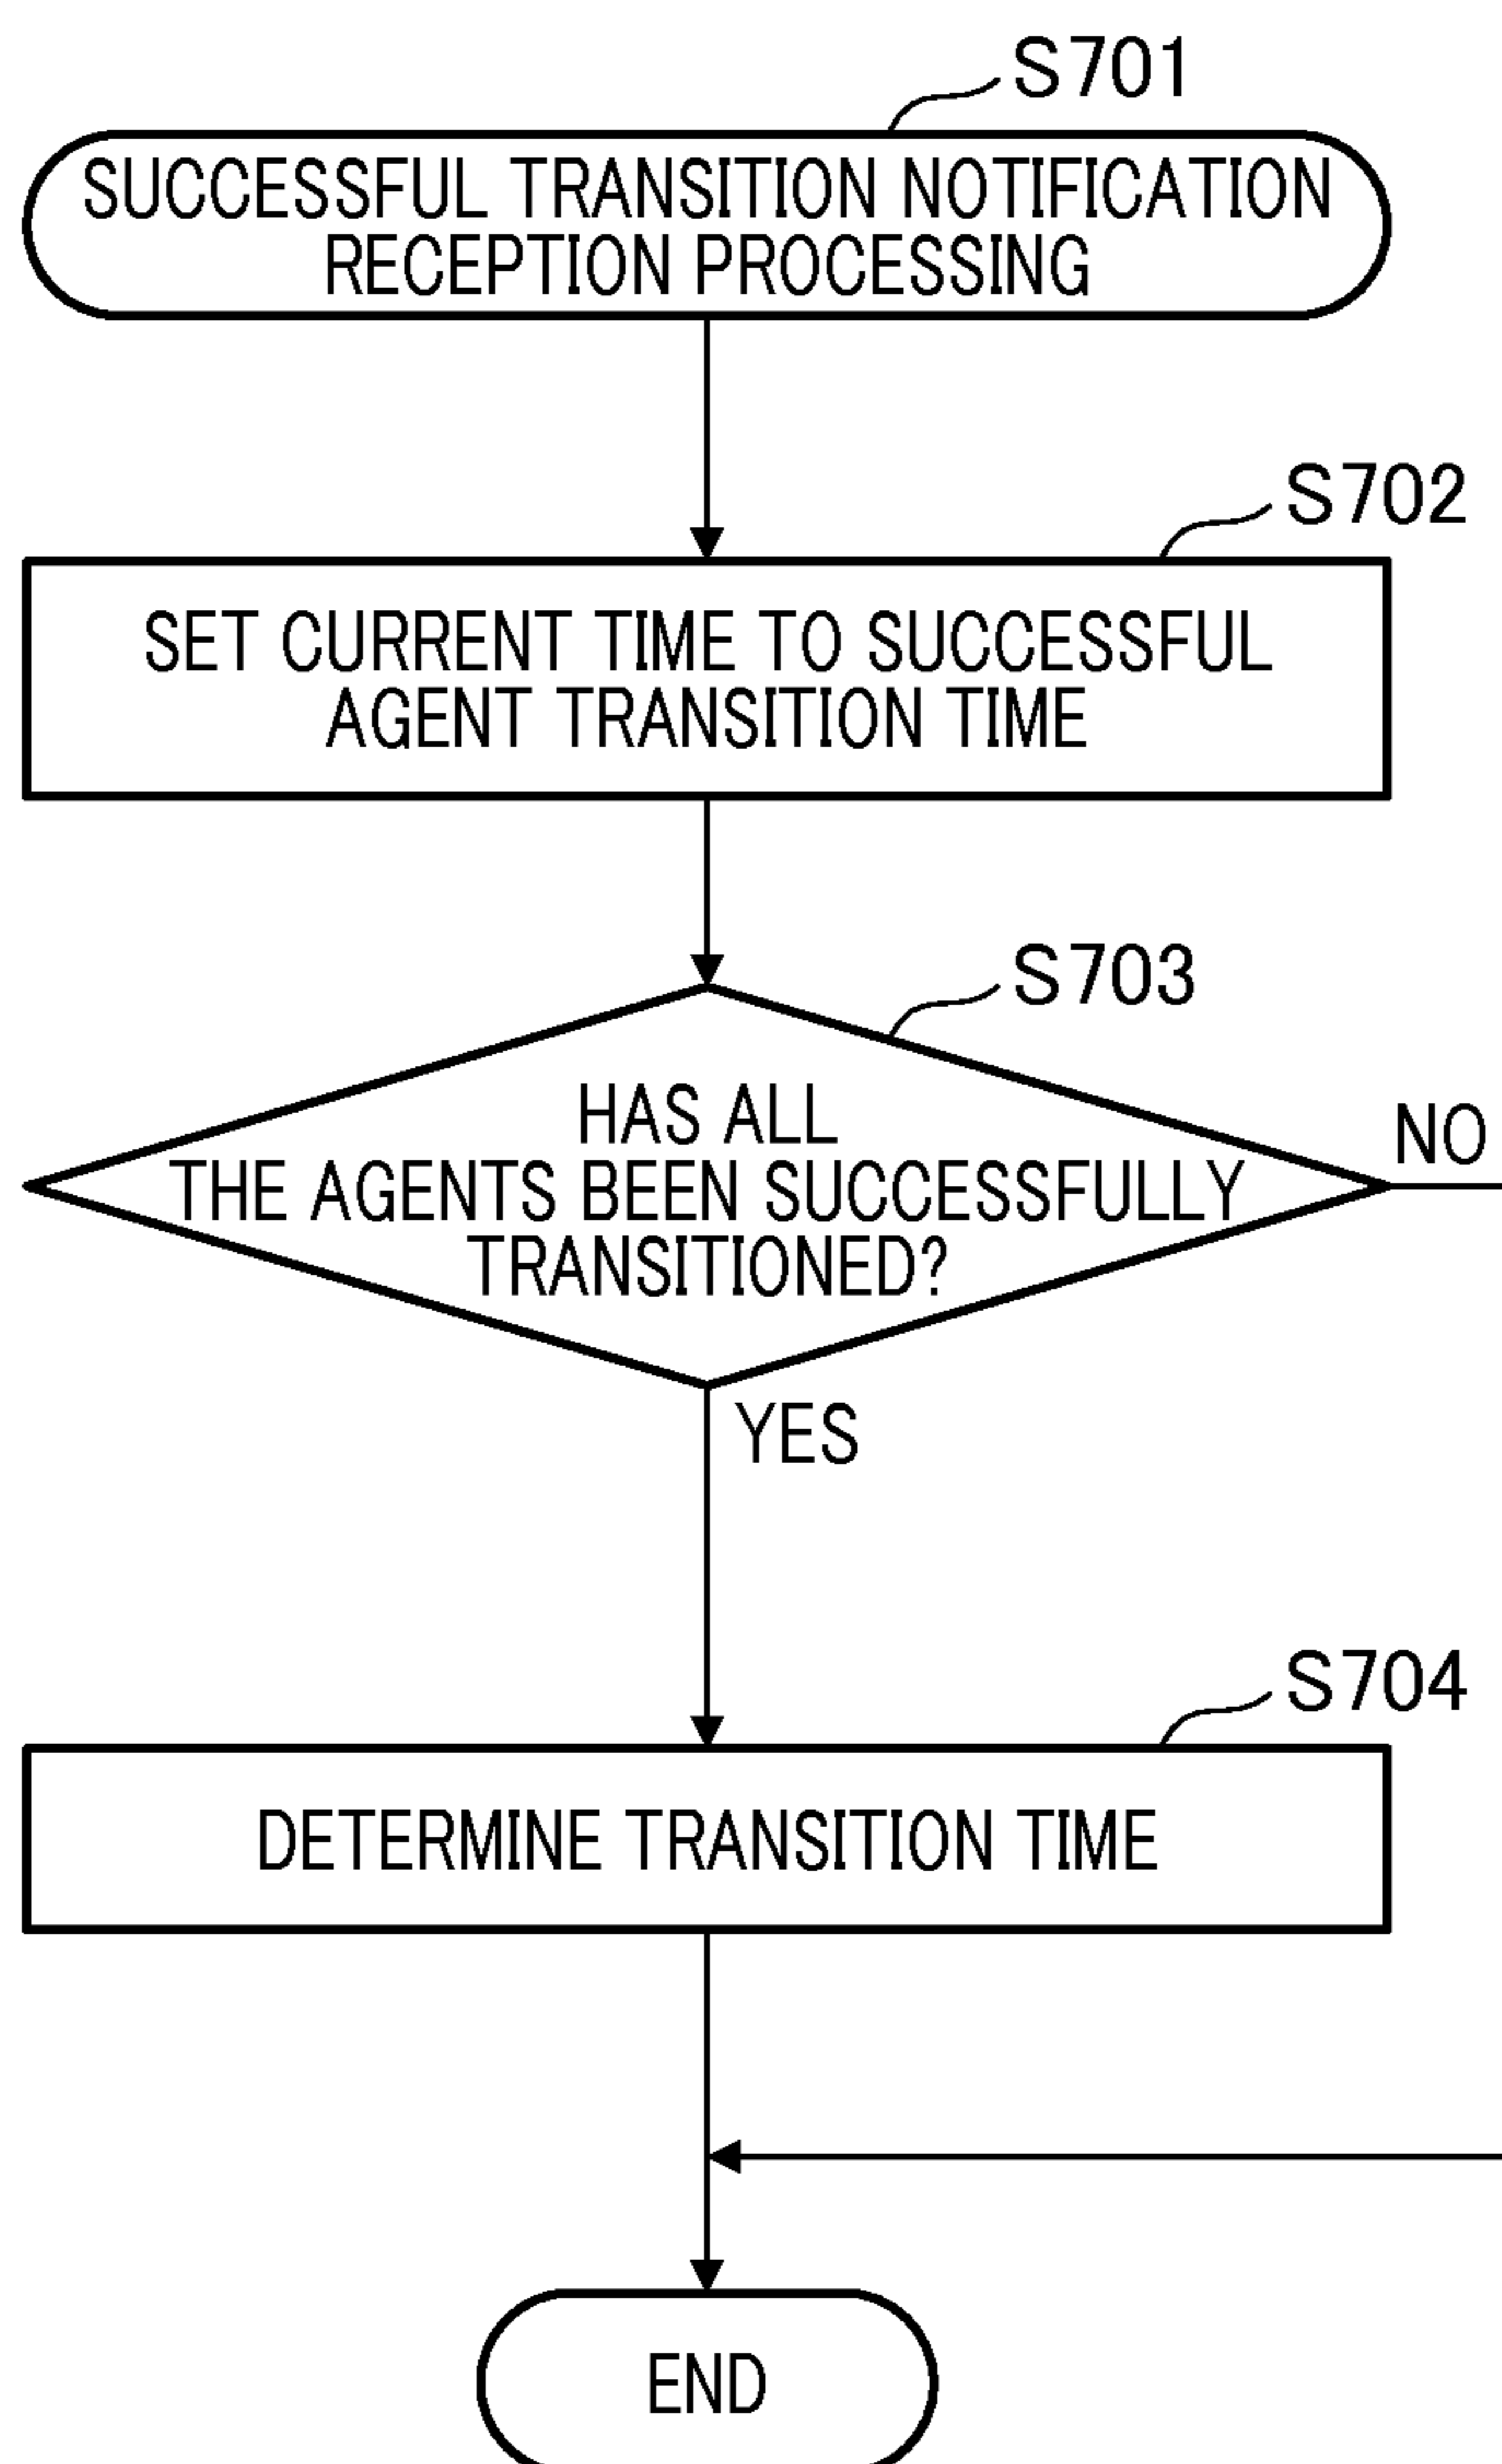 S701
SUCCESSFUL TRANSITION NOTIFICATION
RECEPTION PROCESSING
S702
SET CURRENT TIME TO SUCCESSFUL
AGENT TRANSITION TIME
S703
HAS ALL
THE AGENTS BEEN SUCCESSFULLY
TRANSITIONED?
NO
YES
S704
DETERMINE TRANSITION TIME
END